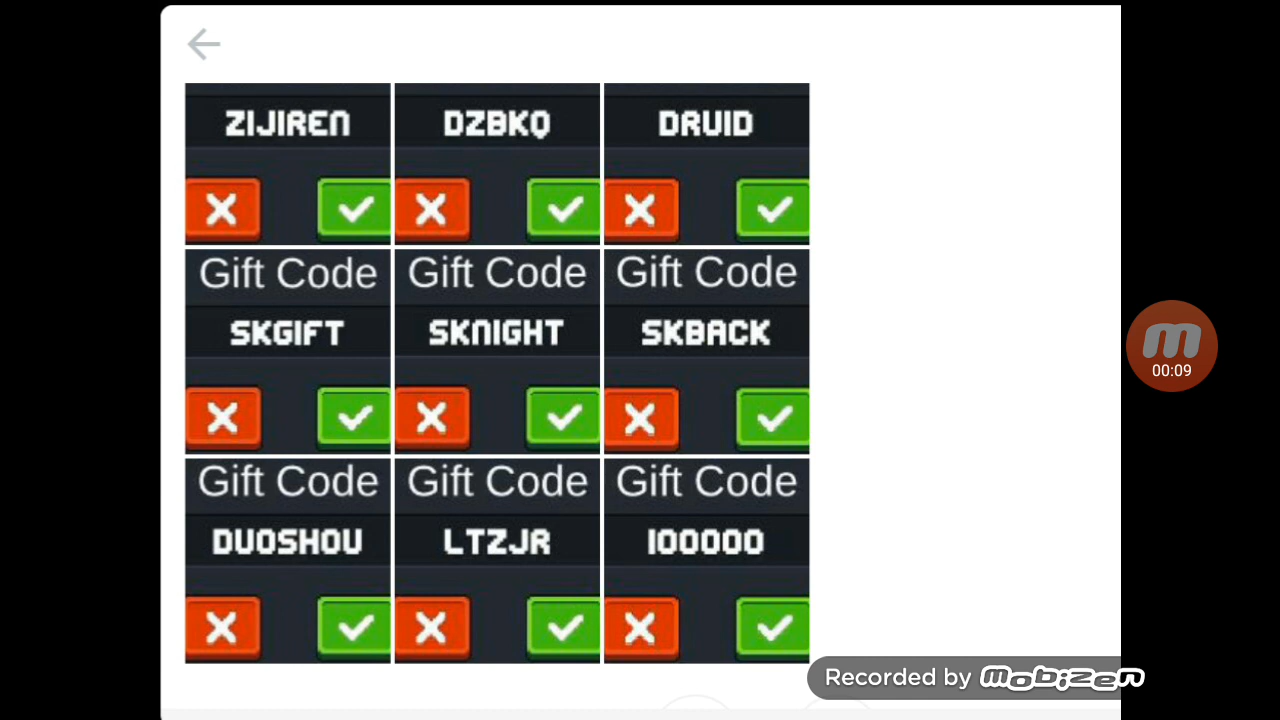 ZIJIREN DZBKQ DRUID
Gift Code Gift Code Gift Code
SKGIFT SKNIGHT SKBACK
Gift Code Gift Code Gift Code
DUOSHOU LTZJR 100000
00:09
Recorded by mobizen